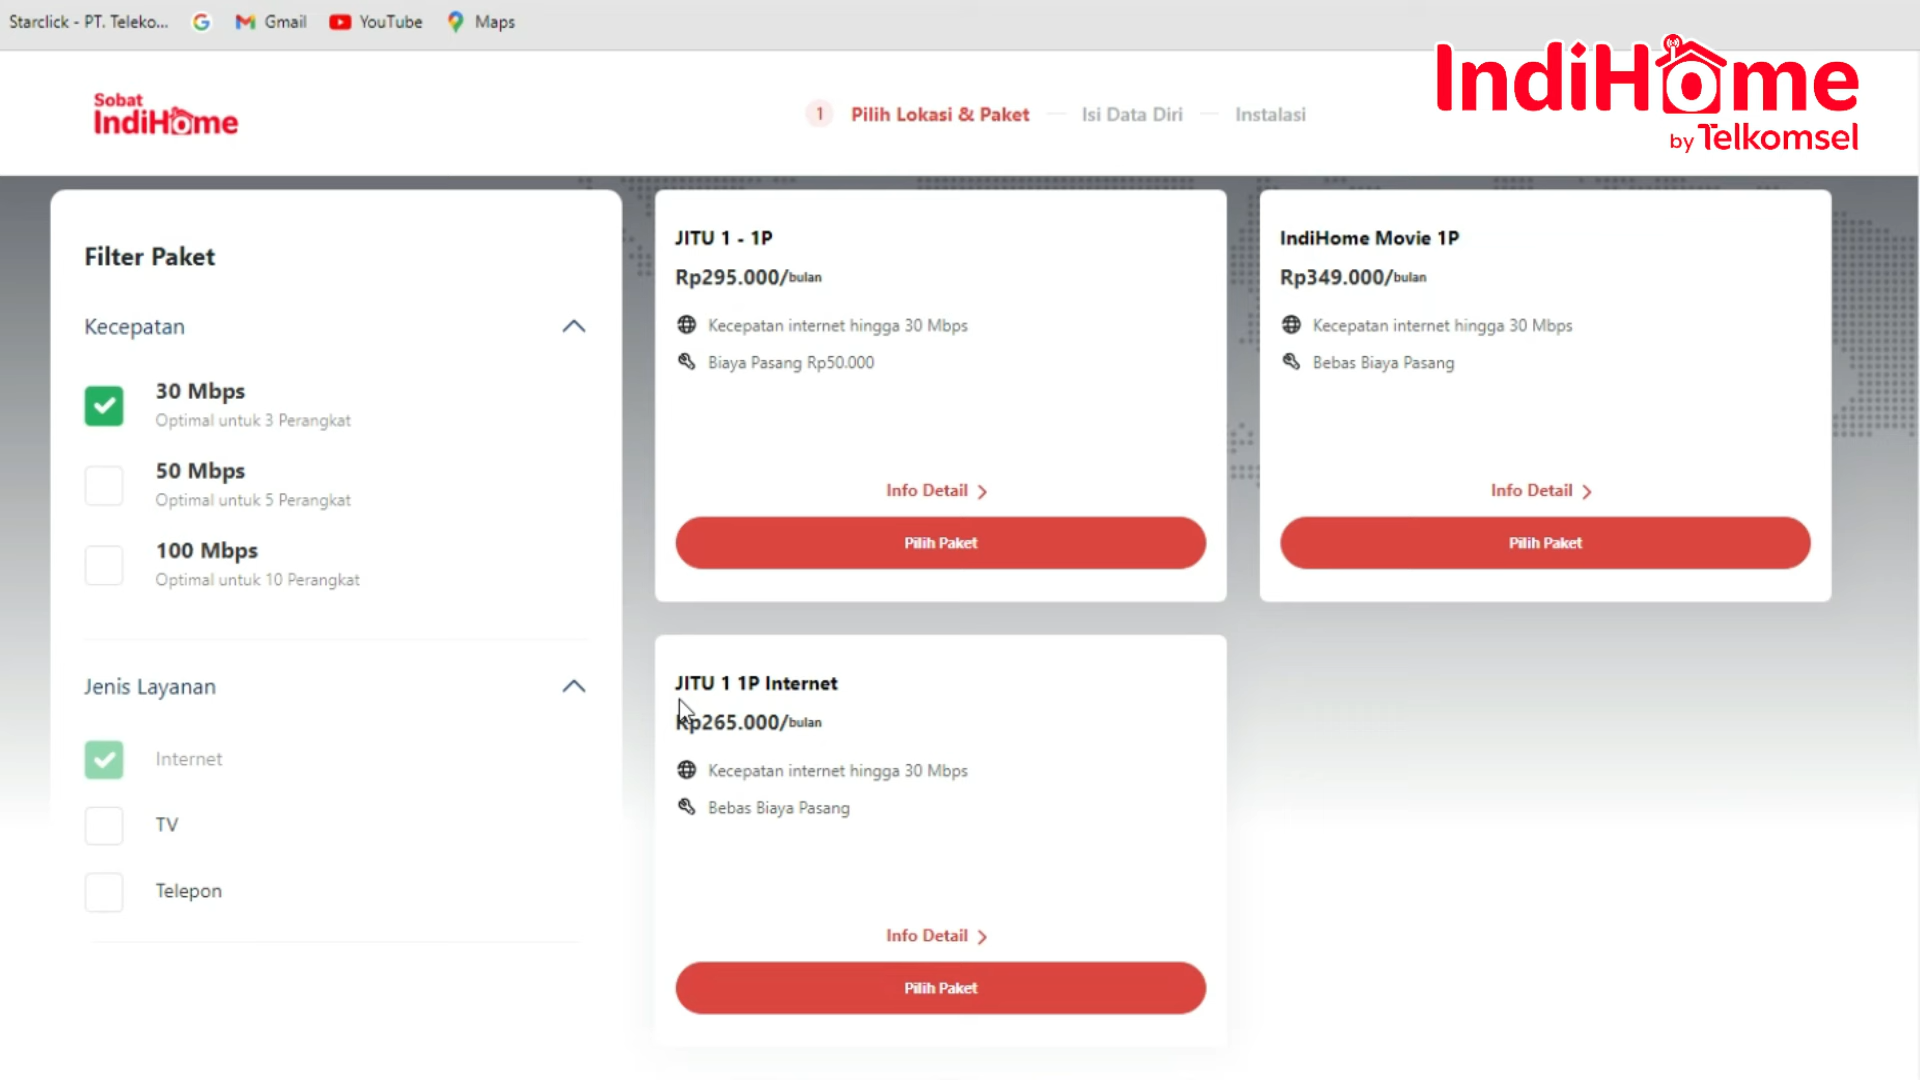 Starclick - PT. Teleko...
Gmail
YouTube
Maps
Sobat
IndiHome
1 Pilih Lokasi & Paket
Isi Data Diri
Instalasi
IndiHome
by Telkomsel
Filter Paket
Kecepatan
30 Mbps
Optimal untuk 3 Perangkat
50 Mbps
Optimal untuk 5 Perangkat
100 Mbps
Optimal untuk 10 Perangkat
Jenis Layanan
Internet
TV
Telepon
JITU 1 - 1P
Rp295.000/bulan
Kecepatan internet hingga 30 Mbps
Biaya Pasang Rp50.000
Info Detail
Pilih Paket
IndiHome Movie 1P
Rp349.000/bulan
Kecepatan internet hingga 30 Mbps
Bebas Biaya Pasang
Info Detail
Pilih Paket
JITU 1 1P Internet
Rp265.000/bulan
Kecepatan internet hingga 30 Mbps
Bebas Biaya Pasang
Info Detail
Pilih Paket